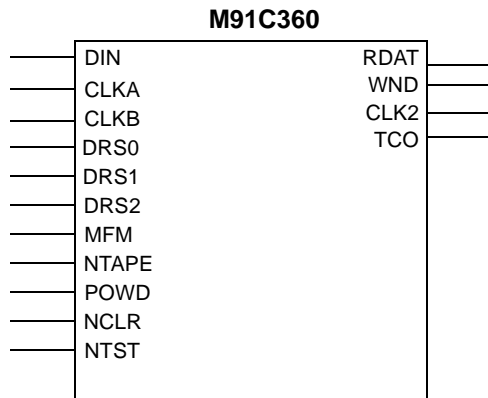 M91C360
DIN
CLKA
CLKB
DRS0
DRS1
DRS2
MFM
NTAPE
POWD
NCLR
NTST
RDAT
WND
CLK2
TCO